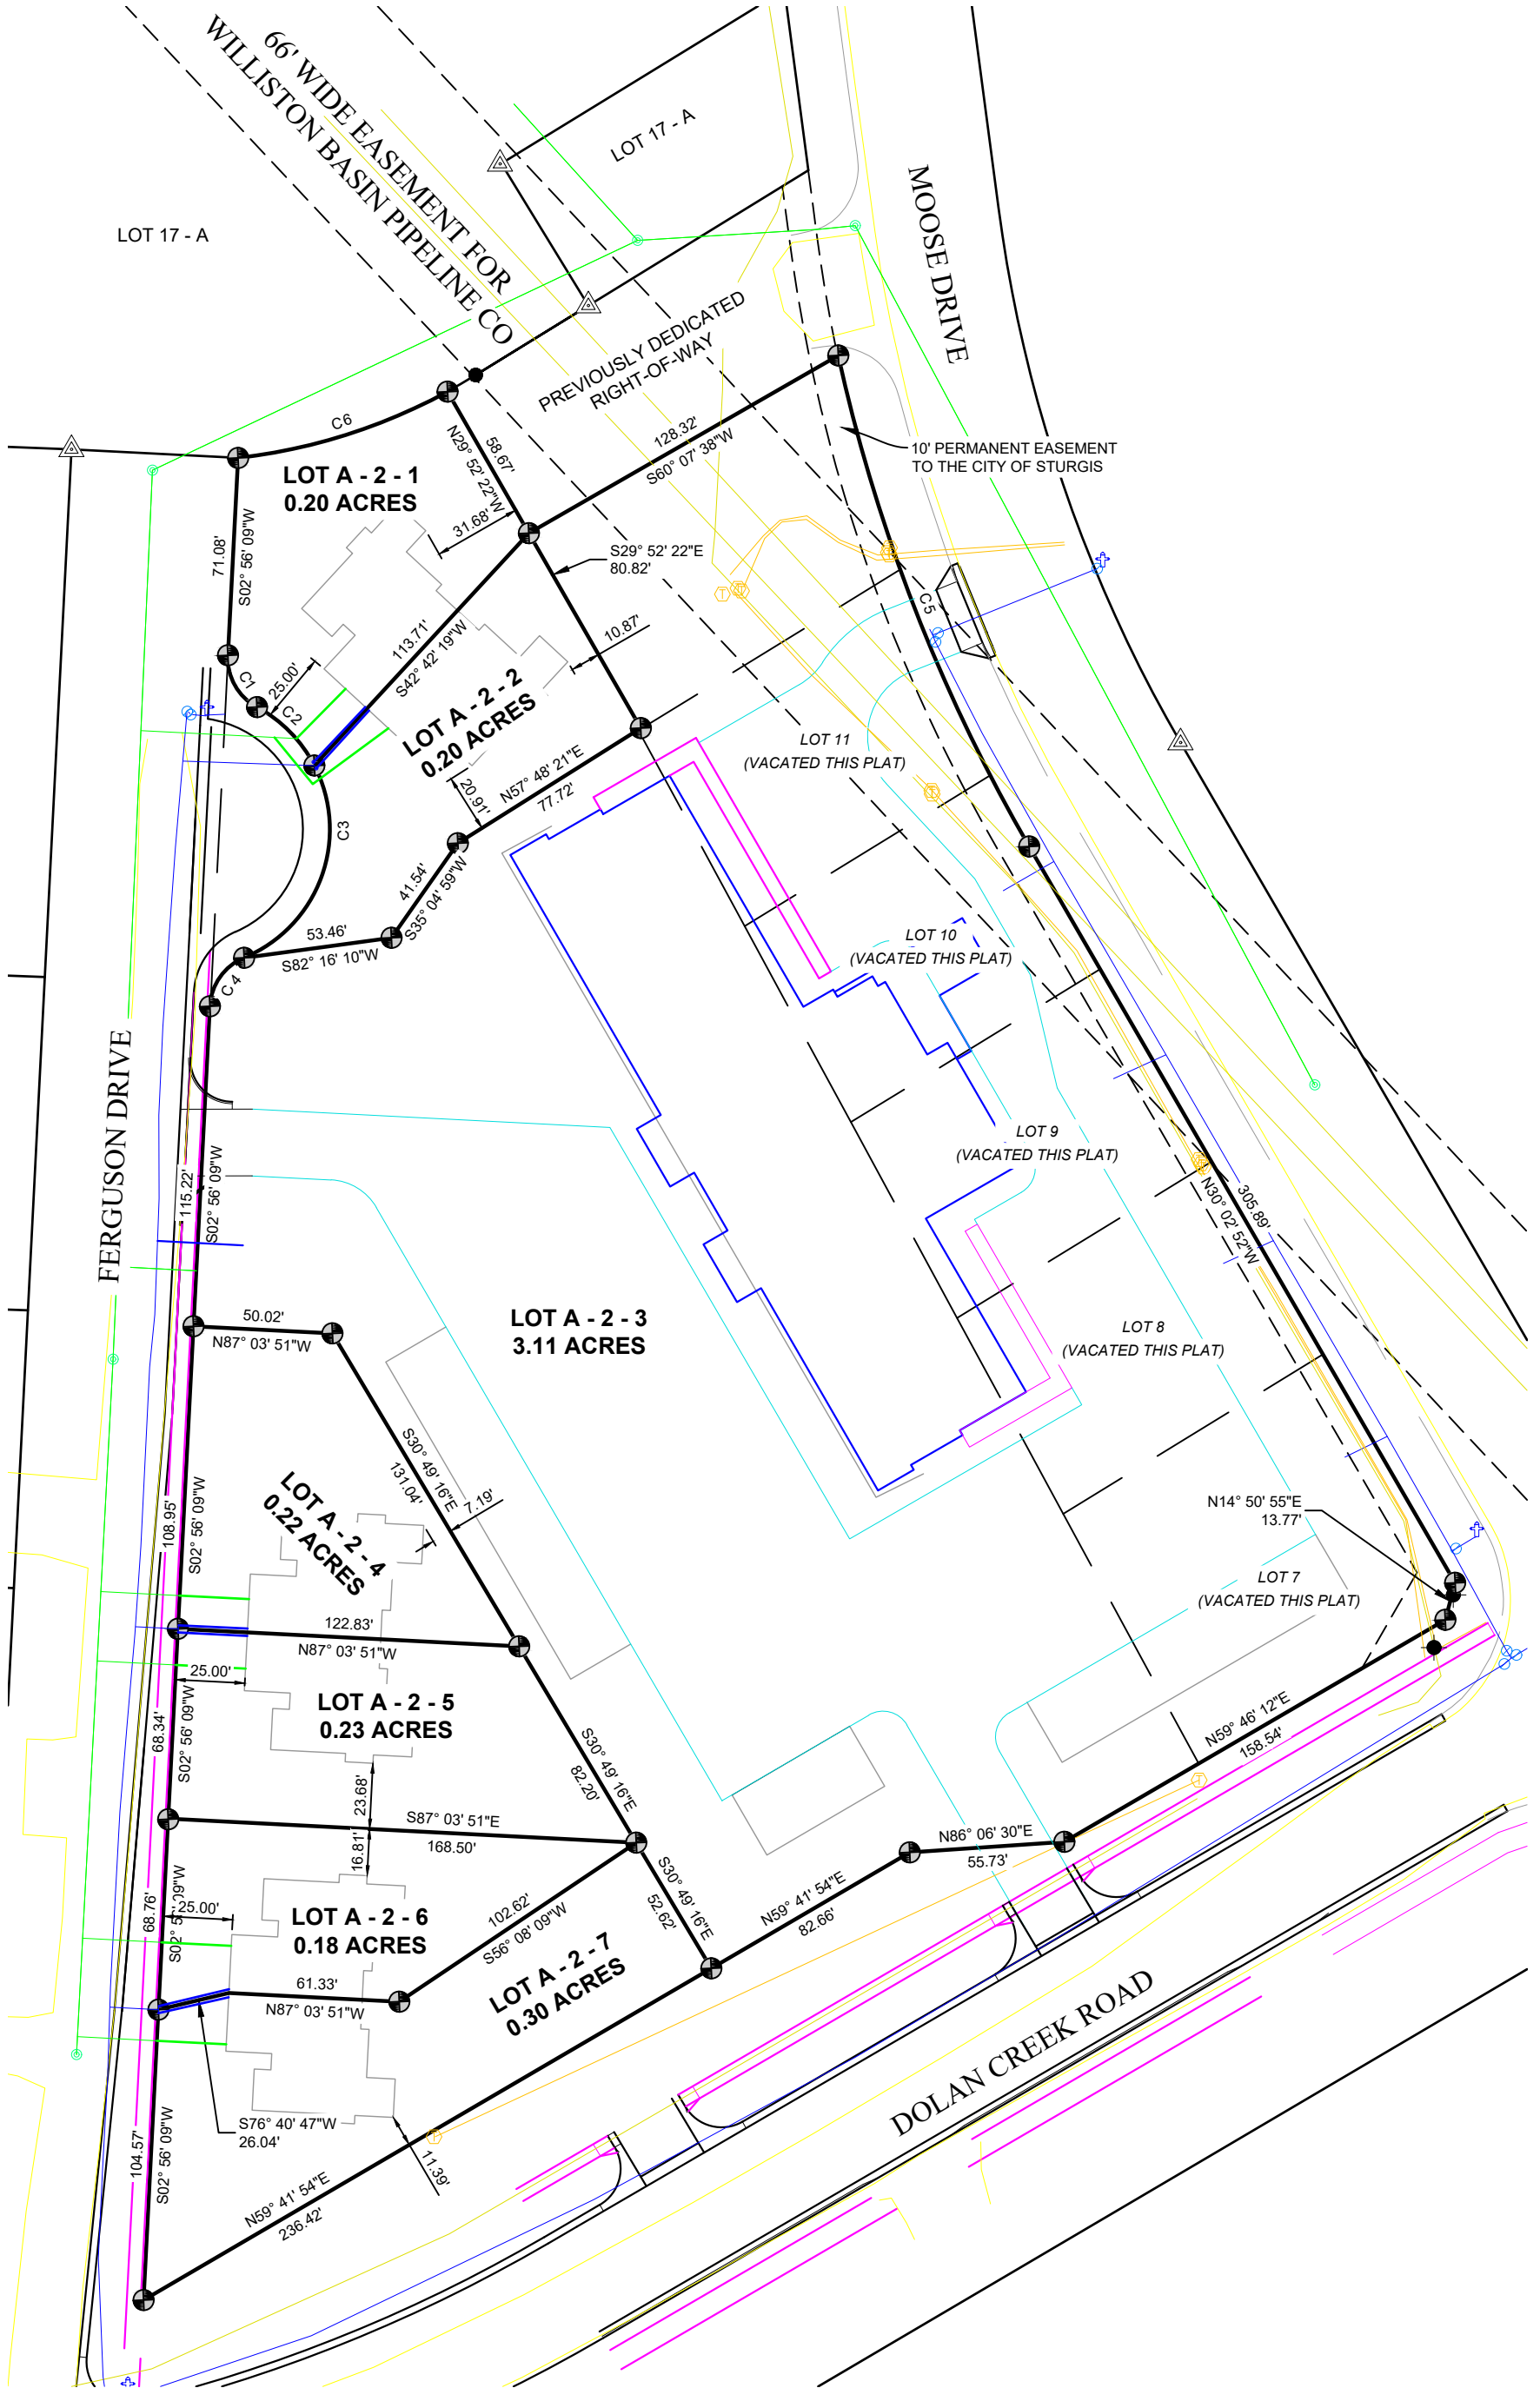 66' WIDE EASEMENT FOR
WILLISTON BASIN PIPELINE CO
LOT 17 - A
LOT 17 - A
MOOSE DRIVE
PREVIOUSLY DEDICATED
RIGHT-OF-WAY
C6
58.67'
N29° 52' 22"W
128.32'
S60° 07' 38"W
10' PERMANENT EASEMENT
TO THE CITY OF STURGIS
LOT A - 2 - 1
0.20 ACRES
31.68'
S29° 52' 22"E
80.82'
71.08'
S02° 56' 09"W
C5
113.71'
S42° 42' 19"W
10.87'
C1
25.00'
C2
LOT A - 2 - 2
0.20 ACRES
LOT 11
(VACATED THIS PLAT)
N57° 48' 21"E
77.72'
20.91'
C3
41.54'
S35° 04' 59"W
53.46'
S82° 16' 10"W
C 4
LOT 10
(VACATED THIS PLAT)
FERGUSON DRIVE
115.22'
S02° 56' 09"W
LOT 9
(VACATED THIS PLAT)
305.89'
N30° 02' 52"W
50.02'
N87° 03' 51"W
LOT A - 2 - 3
3.11 ACRES
LOT 8
(VACATED THIS PLAT)
S30° 49' 16"E
131.04'
7.19'
LOT A - 2 - 4
0.22 ACRES
108.95'
S02° 56' 09"W
N14° 50' 55"E
13.77'
LOT 7
(VACATED THIS PLAT)
122.83'
N87° 03' 51"W
25.00'
LOT A - 2 - 5
0.23 ACRES
68.34'
S02° 56' 09"W
S30° 49' 16"E
82.20'
N59° 46' 12"E
158.54'
23.68'
S87° 03' 51"E
168.50'
16.81'
N86° 06' 30"E
55.73'
68.76'
S02° 56' 09"W
25.00'
LOT A - 2 - 6
0.18 ACRES
102.62'
S56° 08' 09"W
S30° 49' 16"E
52.62'
N59° 41' 54"E
82.66'
61.33'
N87° 03' 51"W
LOT A - 2 - 7
0.30 ACRES
DOLAN CREEK ROAD
S76° 40' 47"W
26.04'
104.57'
S02° 56' 09"W
11.39'
N59° 41' 54"E
236.42'